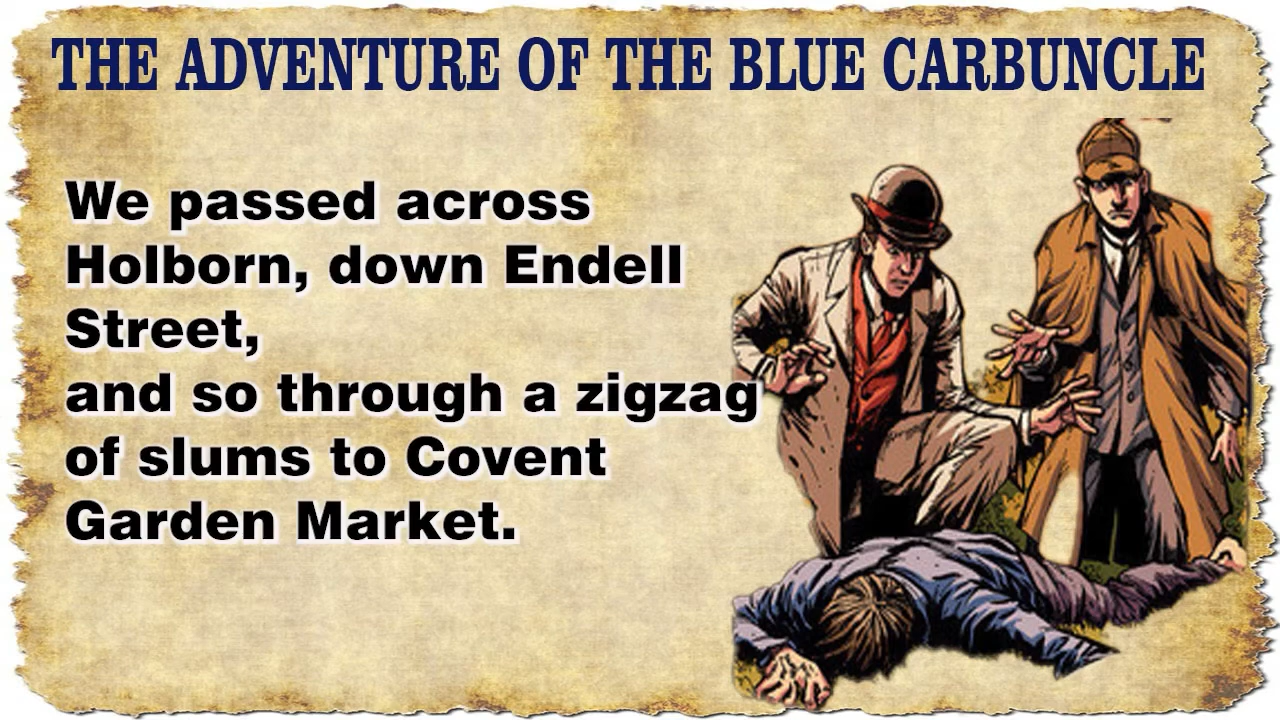 THE ADVENTURE OF THE BLUE CARBUNCLE
We passed across
Holborn, down Endell
Street,
and so through a zigzag
of slums to Covent
Garden Market.